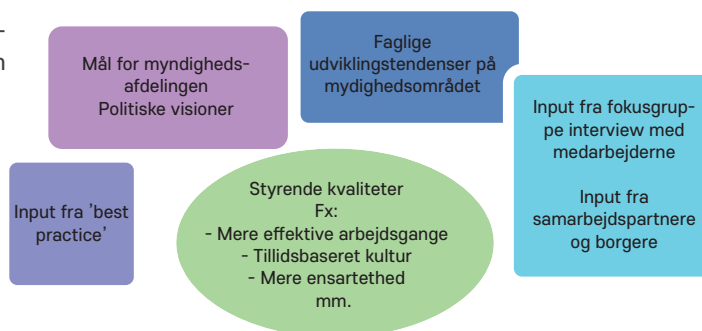 -
n
Mål for myndigheds-
afdelingen
Politiske visioner
Faglige
udviklingstendenser på
mydighedsområdet
Input fra fokusgrup-
pe interview med
medarbejderne
Input fra
samarbejdspartnere
og borgere
Input fra ’best
practice’
Styrende kvaliteter
Fx:
- Mere effektive arbejdsgange
- Tillidsbaseret kultur
- Mere ensartethed
mm.